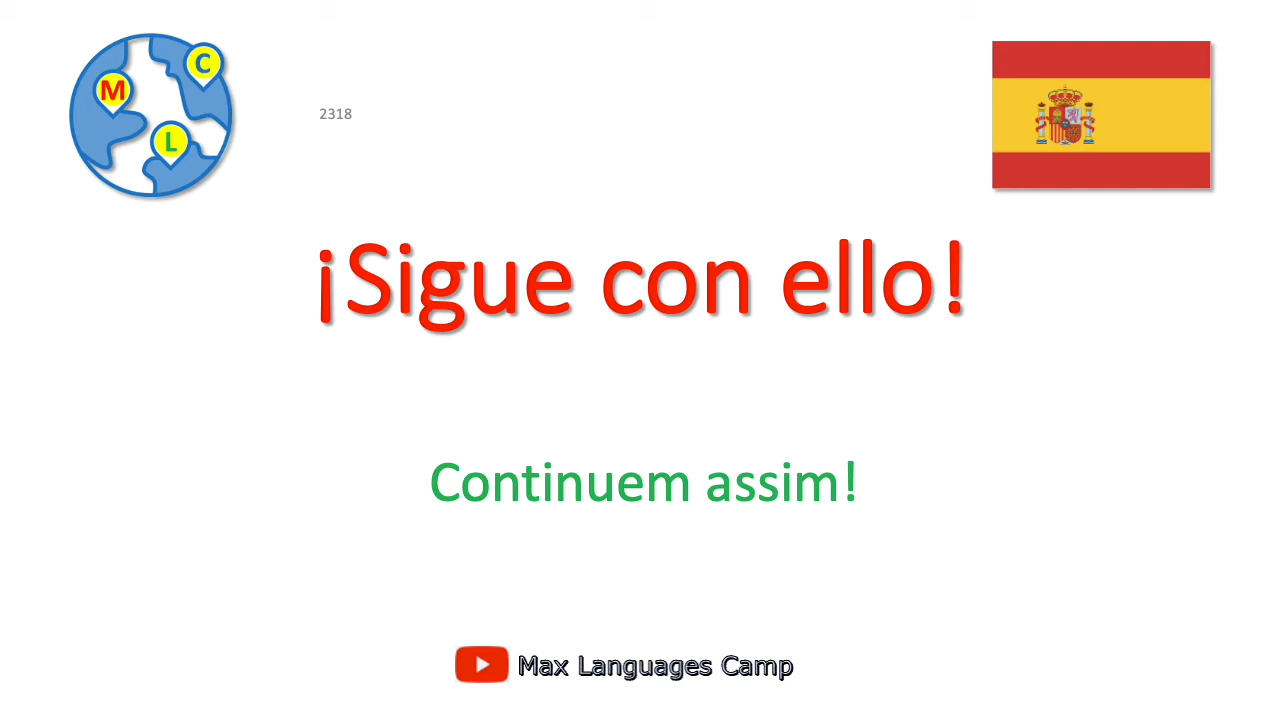 M
C
L
2318
¡Sigue con ello!
Continuem assim!
Max Languages Camp